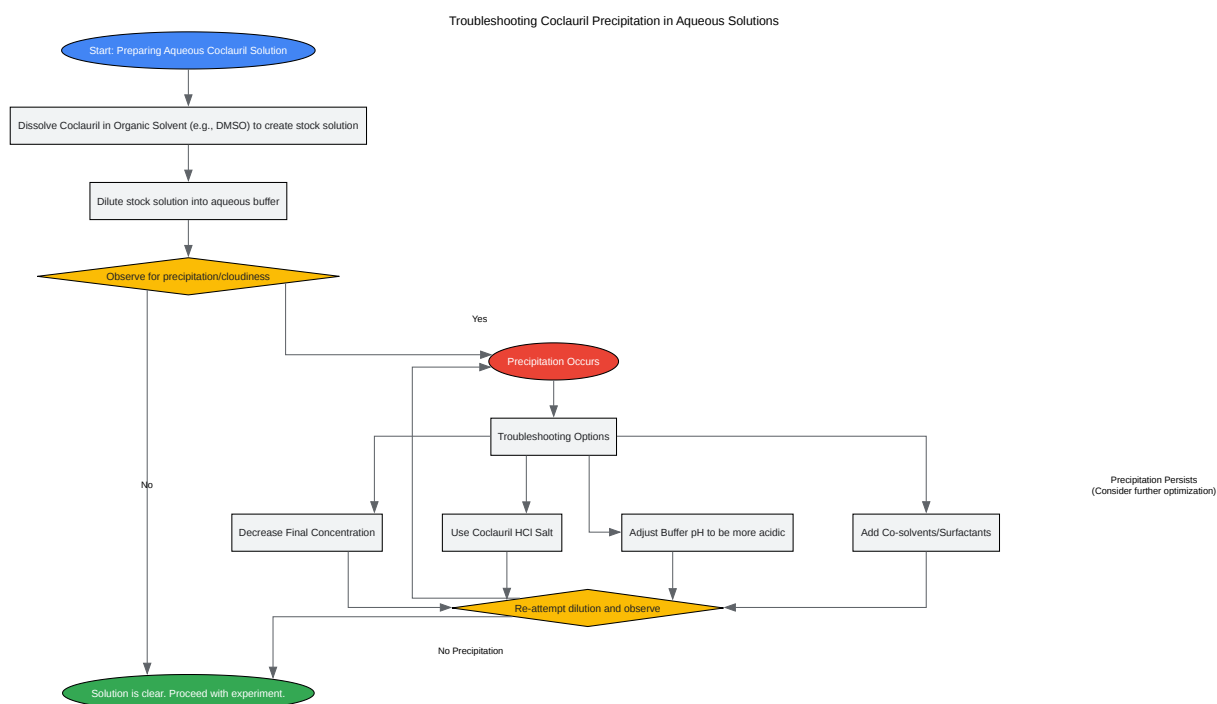 Troubleshooting Coclauril Precipitation in Aqueous Solutions
Start: Preparing Aqueous Coclauril Solution
Dissolve Coclauril in Organic Solvent (e.g., DMSO) to create stock solution
Dilute stock solution into aqueous buffer
Observe for precipitation/cloudiness
Yes
Precipitation Occurs
Troubleshooting Options
No
Precipitation Persists
(Consider further optimization)
Decrease Final Concentration
Use Coclauril HCl Salt
Adjust Buffer pH to be more acidic
Add Co-solvents/Surfactants
Re-attempt dilution and observe
No Precipitation
Solution is clear. Proceed with experiment.